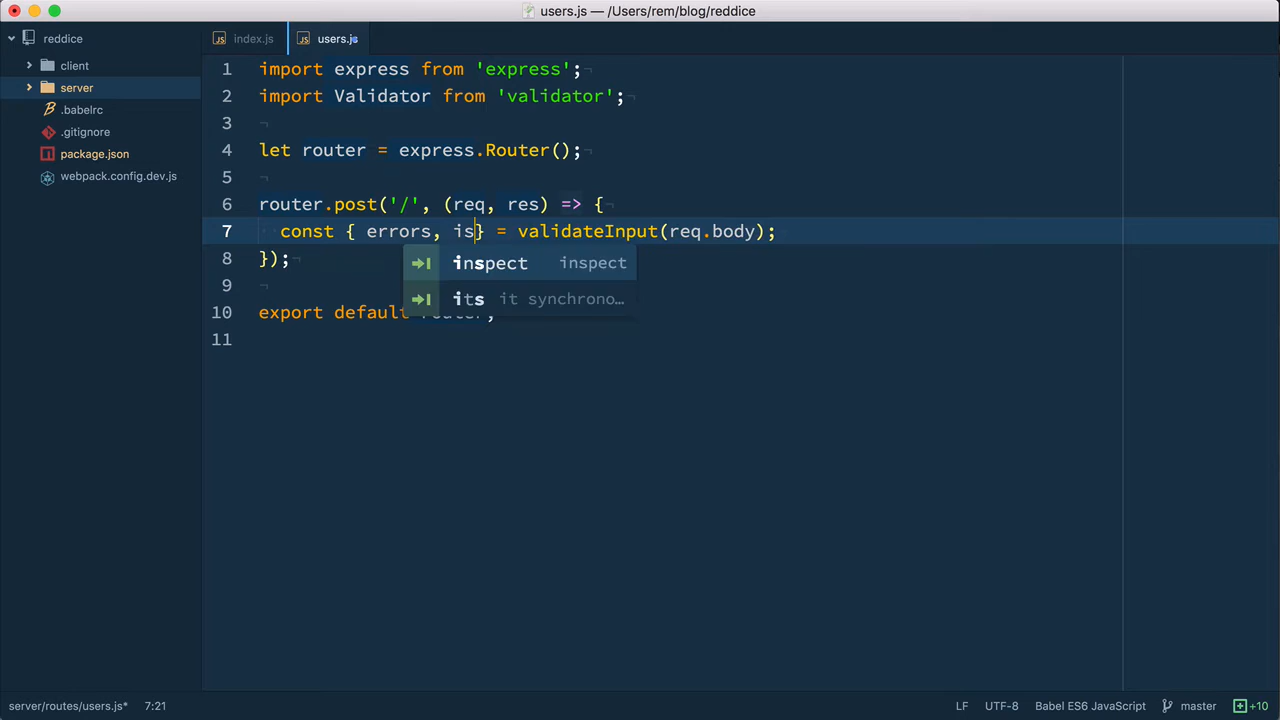 users.js — /Users/rem/blog/reddice
reddice
client
server
.babelrc
.gitignore
package.json
webpack.config.dev.js
index.js
users.js
1 import express from 'express';
2 import Validator from 'validator';
3
4 let router = express.Router();
5
6 router.post('/', (req, res) => {
7 const { errors, is} = validateInput(req.body);
8 });
inspect inspect
9
its it synchrono…
10 export default router;
11
server/routes/users.js* 7:21
LF UTF-8 Babel ES6 JavaScript master +10